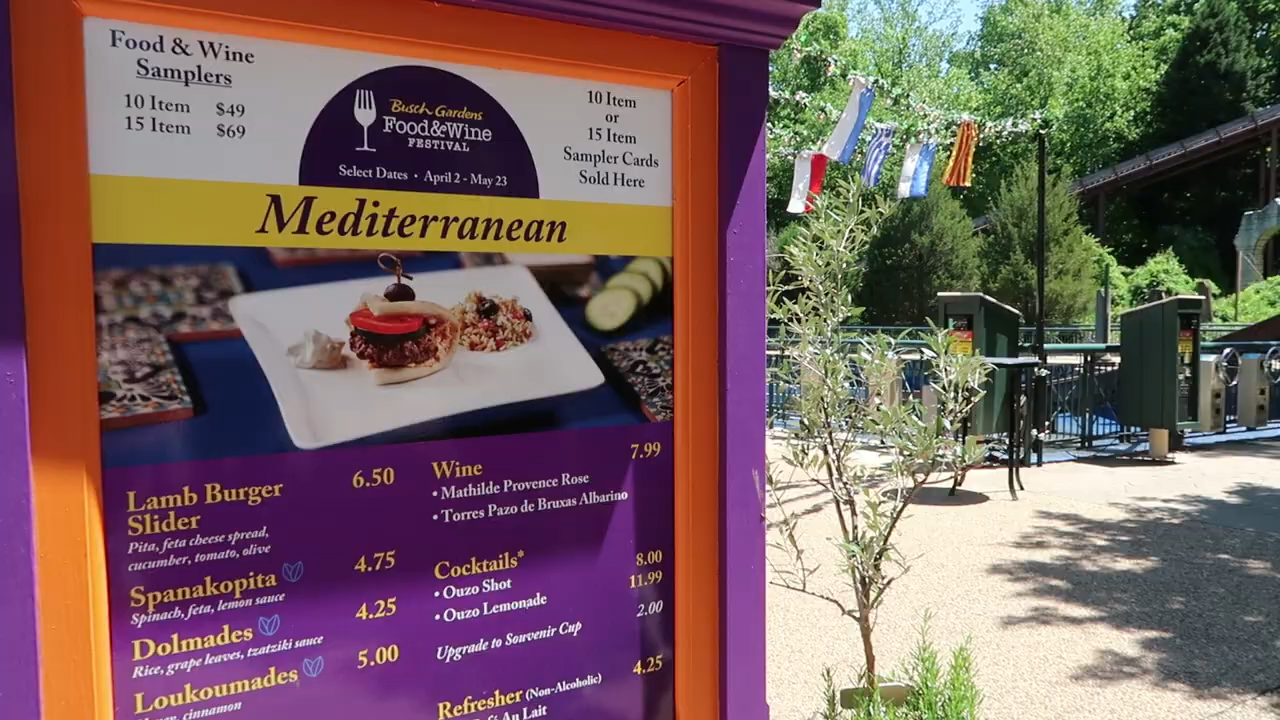 Food & Wine
Samplers
10 Item $49
15 Item $69
Busch Gardens
Food&Wine
FESTIVAL
Select Dates • April 2 - May 23
10 Item
or
15 Item
Sampler Cards
Sold Here
Mediterranean
Lamb Burger
Slider 6.50
Pita, feta cheese spread,
cucumber, tomato, olive
Spanakopita 4.75
Spinach, feta, lemon sauce
Dolmades 4.25
Rice, grape leaves, tzatziki sauce
Loukoumades 5.00
cinnamon
Wine 7.99
• Mathilde Provence Rose
• Torres Pazo de Bruxas Albarino
Cocktails*
• Ouzo Shot 8.00
• Ouzo Lemonade 11.99
Upgrade to Souvenir Cup 2.00
Refresher (Non-Alcoholic) 4.25
Au Lait